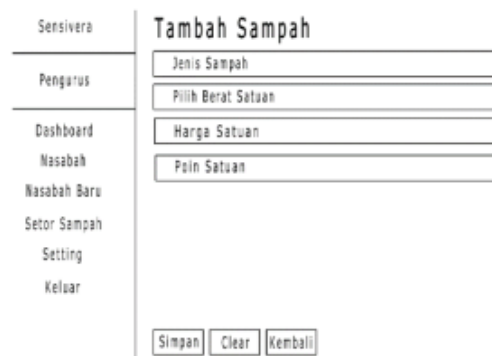 Sensivera
Pengurus
Dashboard
Nasabah
Nasabah Baru
Setor Sampah
Setting
Keluar
Tambah Sampah
Jenis Sampah
Pilih Berat Satuan
Harga Satuan
Poin Satuan
Simpan
Clear
Kembali